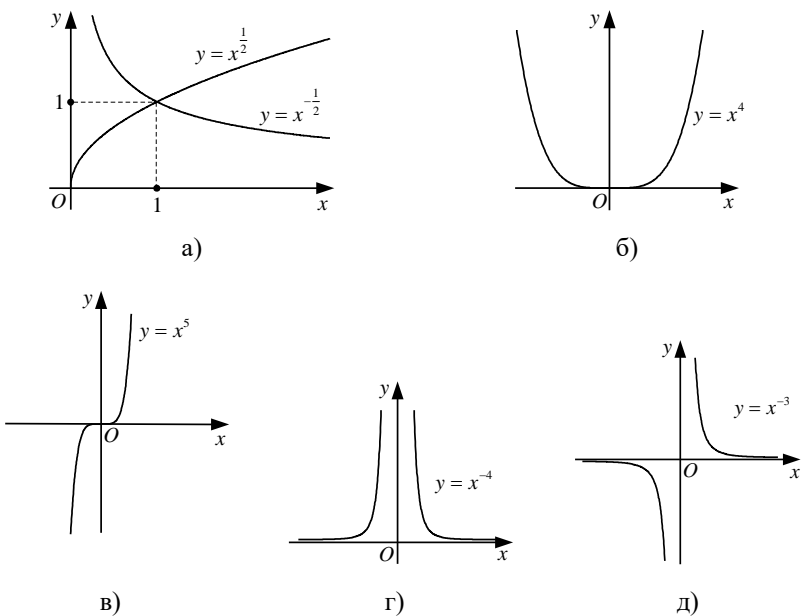 y
y = x^{1/2}
1
y = x^{-1/2}
O
1
x
а)
y
y = x^4
O
x
б)
y
y = x^5
O
x
в)
y
y = x^{-4}
O
x
г)
y
y = x^{-3}
O
x
д)